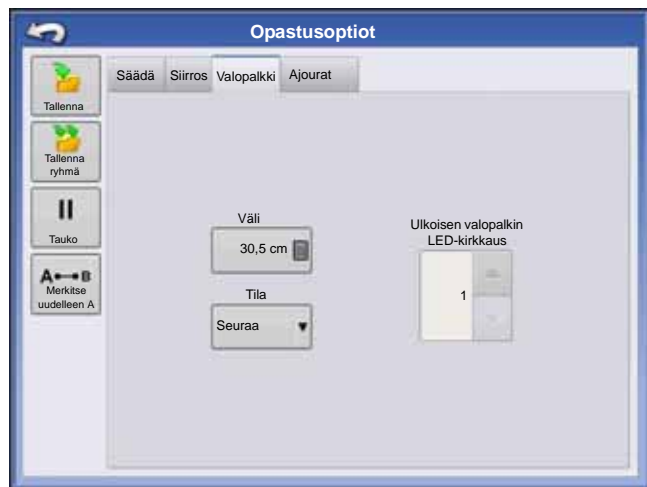 Opastusoptiot
Tallenna
Tallenna
ryhmä
Tauko
A B
Merkitse
uudelleen A
Säädä
Siirros
Valopalkki
Ajourat
Väli
30,5 cm
Tila
Seuraa
Ulkoisen valopalkin
LED-kirkkaus
1